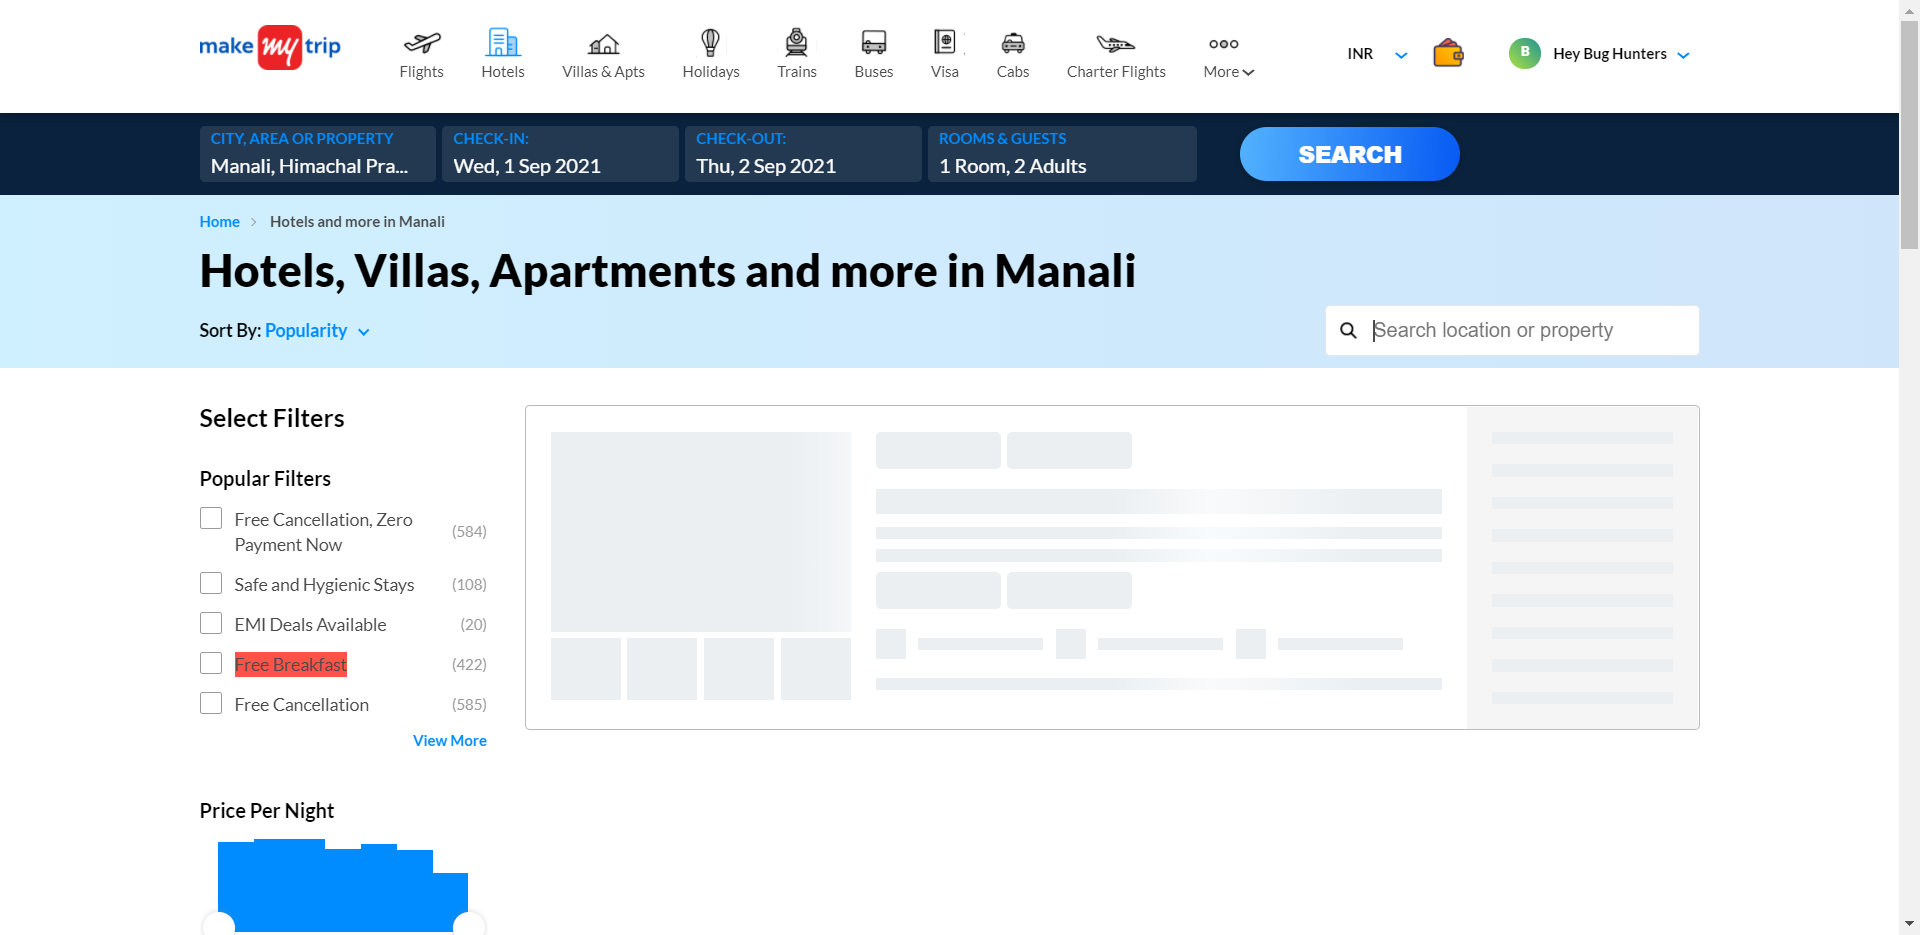 make my trip
Flights
Hotels
Villas & Apts
Holidays
Trains
Buses
Visa
Cabs
Charter Flights
More
INR
B
Hey Bug Hunters
CITY, AREA OR PROPERTY
Manali, Himachal Pra...
CHECK-IN:
Wed, 1 Sep 2021
CHECK-OUT:
Thu, 2 Sep 2021
ROOMS & GUESTS
1 Room, 2 Adults
SEARCH
Home
Hotels and more in Manali
Hotels, Villas, Apartments and more in Manali
Sort By: Popularity
Search location or property
Select Filters
Popular Filters
Free Cancellation, Zero
Payment Now
(584)
Safe and Hygienic Stays
(108)
EMI Deals Available
(20)
Free Breakfast
(422)
Free Cancellation
(585)
View More
Price Per Night